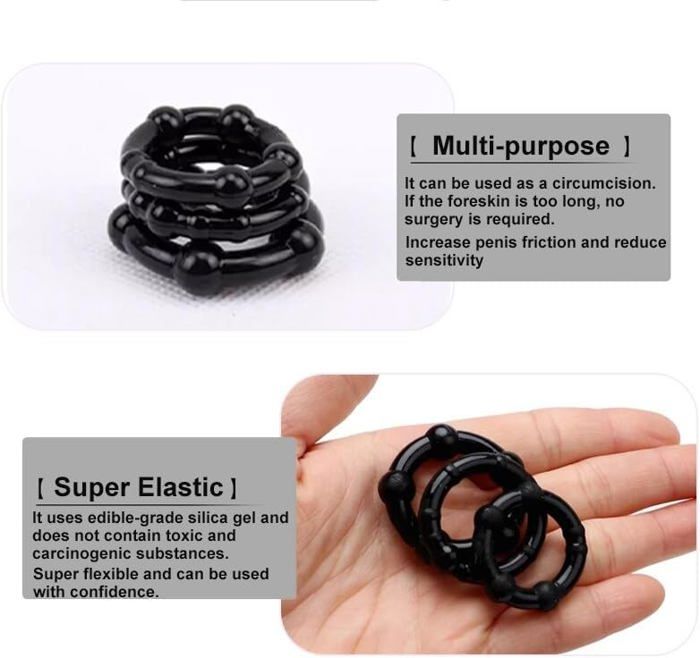 【 Multi-purpose 】
It can be used as a circumcision.
If the foreskin is too long, no
surgery is required.
Increase penis friction and reduce
sensitivity
【 Super Elastic 】
It uses edible-grade silica gel and
does not contain toxic and
carcinogenic substances.
Super flexible and can be used
with confidence.